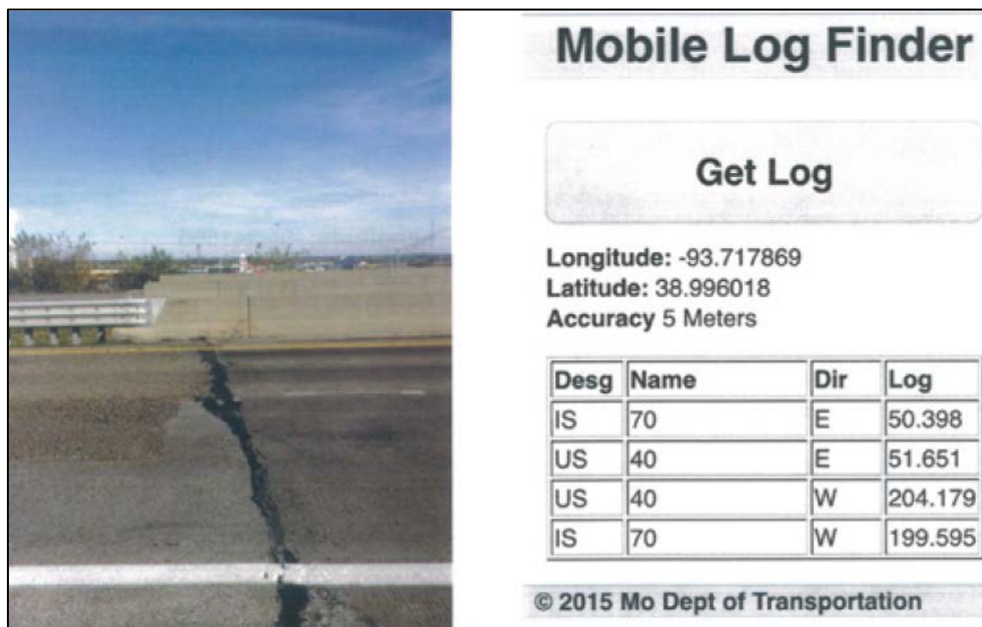 Mobile Log Finder
Get Log
Longitude: -93.717869
Latitude: 38.996018
Accuracy 5 Meters
Desg Name Dir Log
IS 70 E 50.398
US 40 E 51.651
US 40 W 204.179
IS 70 W 199.595
© 2015 Mo Dept of Transportation